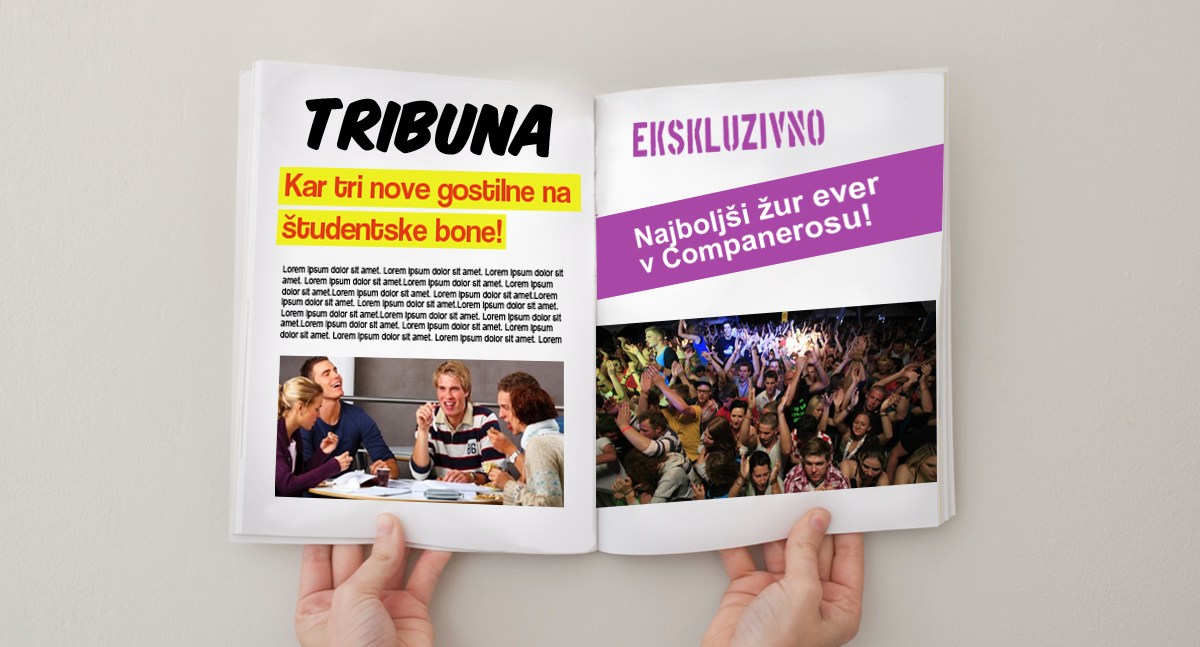 TRIBUNA
Kar tri nove gostilne na
študentske bone!
Lorem Ipsum dolor sit amet. Lorem Ipsum dolor sit amet. Lorem Ipsum dolor sit
amet. Lorem Ipsum dolor sit amet.Lorem Ipsum dolor sit amet. Lorem Ipsum
dolor sit amet.Lorem Ipsum dolor sit amet. Lorem Ipsum dolor sit amet.Lorem
Ipsum dolor sit amet. Lorem Ipsum dolor sit amet.Lorem Ipsum dolor sit amet.
Lorem Ipsum dolor sit amet.Lorem Ipsum dolor sit amet. Lorem Ipsum dolor sit
amet.Lorem Ipsum dolor sit amet. Lorem Ipsum dolor sit amet. Lorem Ipsum
dolor sit amet. Lorem Ipsum dolor sit amet. Lorem Ipsum dolor sit amet. Lorem
86
EKSKLUZIVNO
Najboljši žur ever
v Companerosu!